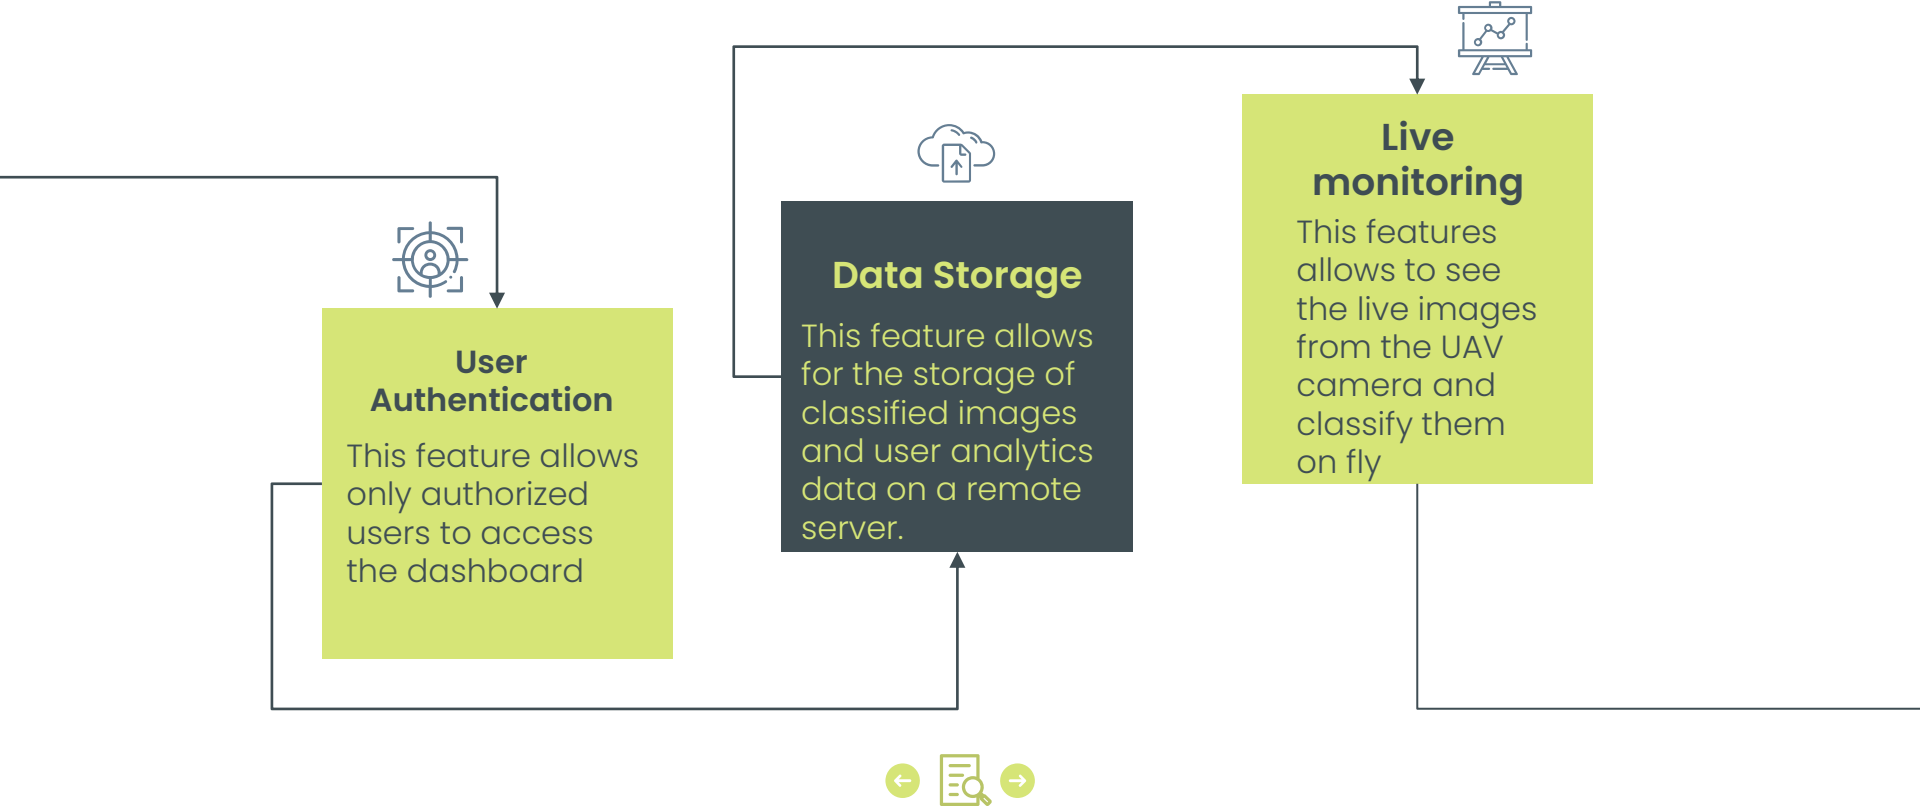 User
Authentication
This feature allows
only authorized
users to access
the dashboard
Data Storage
This feature allows
for the storage of
classified images
and user analytics
data on a remote
server.
Live
monitoring
This features
allows to see
the live images
from the UAV
camera and
classify them
on fly